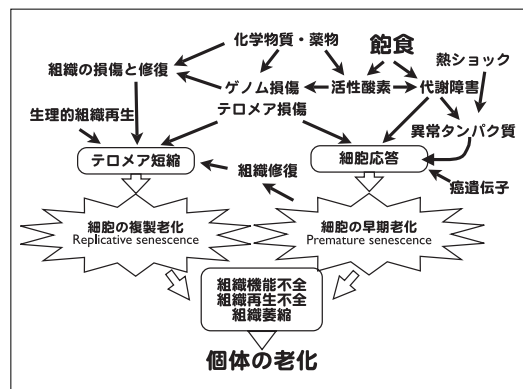 化学物質・薬物
飽食
熱ショック
組織の損傷と修復
ゲノム損傷
活性酸素
代謝障害
テロメア損傷
生理的組織再生
異常タンパク質
テロメア短縮
組織修復
細胞応答
癌遺伝子
細胞の複製老化
Replicative senescence
細胞の早期老化
Premature senescence
組織機能不全
組織再生不全
組織萎縮
個体の老化